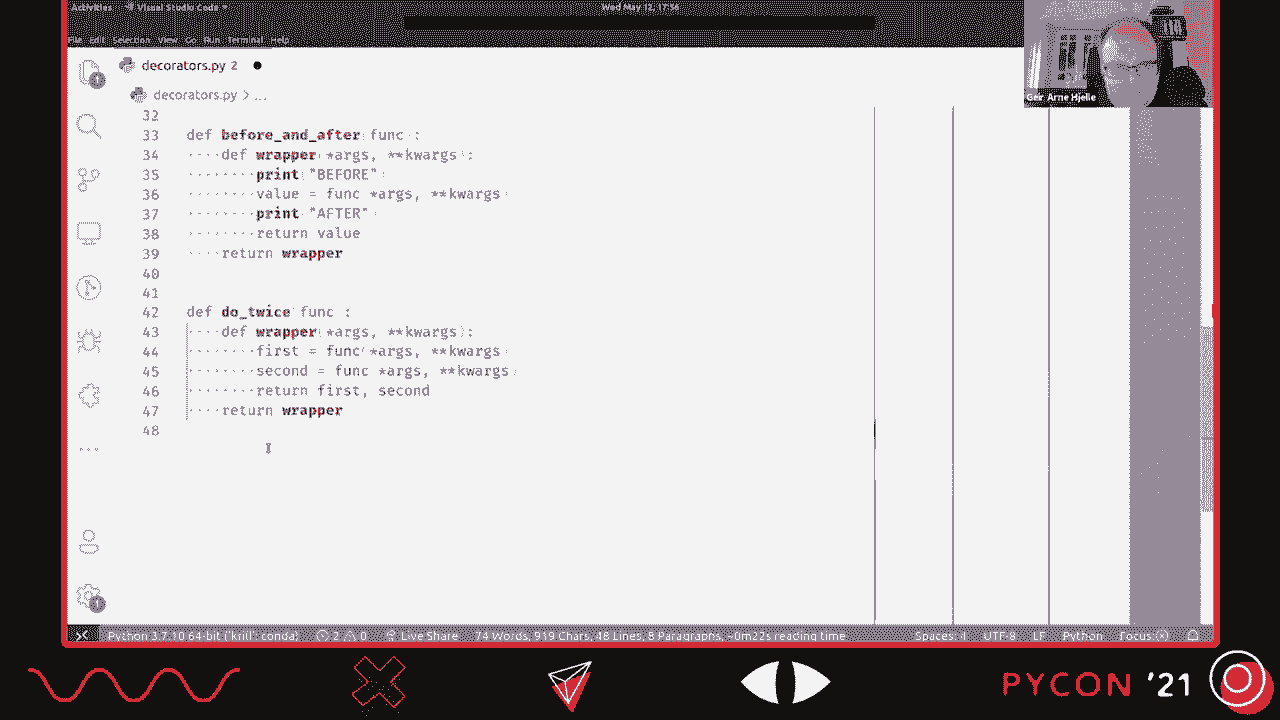 Activities Visual Studio Code Wed May 12, 17:56
File Edit Selection View Go Run Terminal Help
decorators.py 2
decorators.py > ...
32
33 def before_and_after(func):
34 ····def wrapper(*args, **kwargs):
35 ········print("BEFORE")
36 ········value = func(*args, **kwargs)
37 ········print("AFTER")
38 ········return value
39 ····return wrapper
40
41
42 def do_twice(func):
43 ····def wrapper(*args, **kwargs):
44 ········first = func(*args, **kwargs)
45 ········second = func(*args, **kwargs)
46 ········return first, second
47 ····return wrapper
48
Geir Arne Hjelle
Python 3.7.10 64-bit ('krill': conda) 2 0 Live Share 74 Words, 919 Chars, 48 Lines, 8 Paragraphs, ~0m22s reading time Spaces: 4 UTF-8 LF Python Focus
PYCON '21